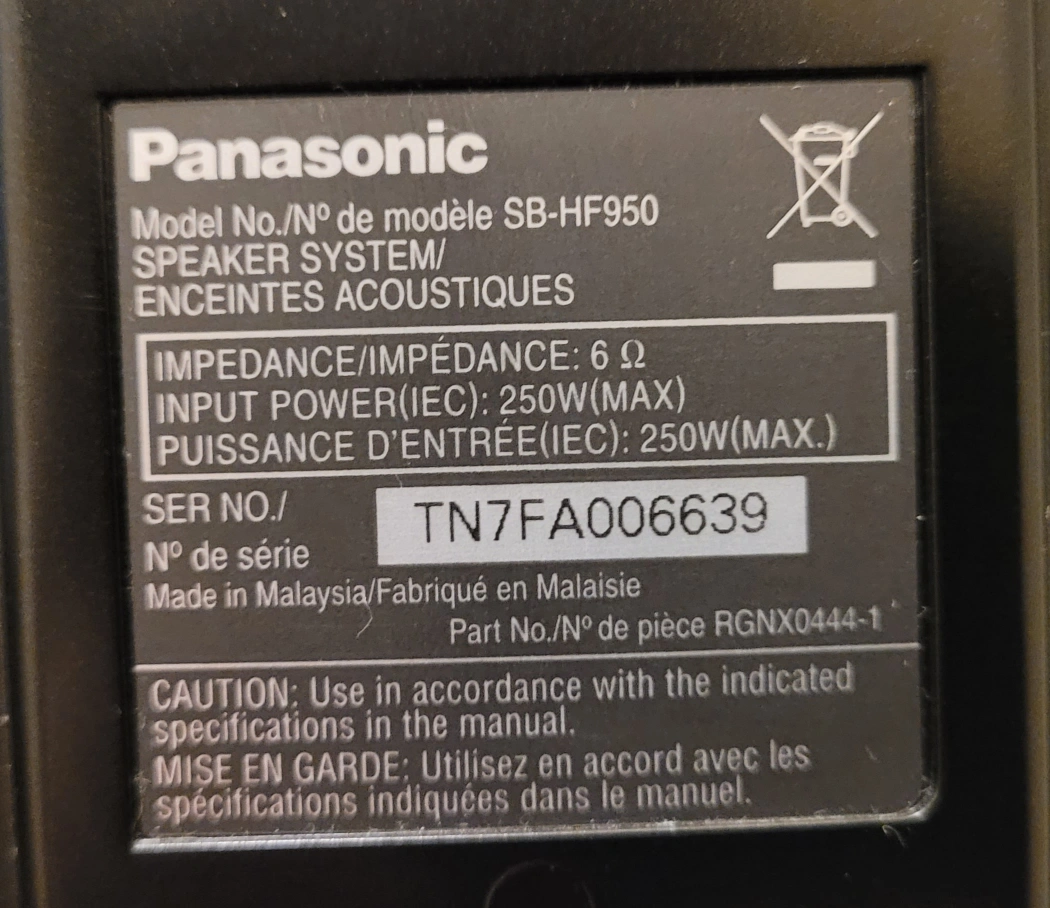 Panasonic
Model No./Nº de modèle SB-HF950
SPEAKER SYSTEM/
ENCEINTES ACOUSTIQUES
IMPEDANCE/IMPÉDANCE: 6 Ω
INPUT POWER(IEC): 250W(MAX)
PUISSANCE D'ENTRÉE(IEC): 250W(MAX.)
SER NO./
Nº de série
TN7FA006639
Made in Malaysia/Fabriqué en Malaisie
Part No./Nº de pièce RGNX0444-1
CAUTION: Use in accordance with the indicated
specifications in the manual.
MISE EN GARDE: Utilisez en accord avec les
spécifications indiquées dans le manuel.